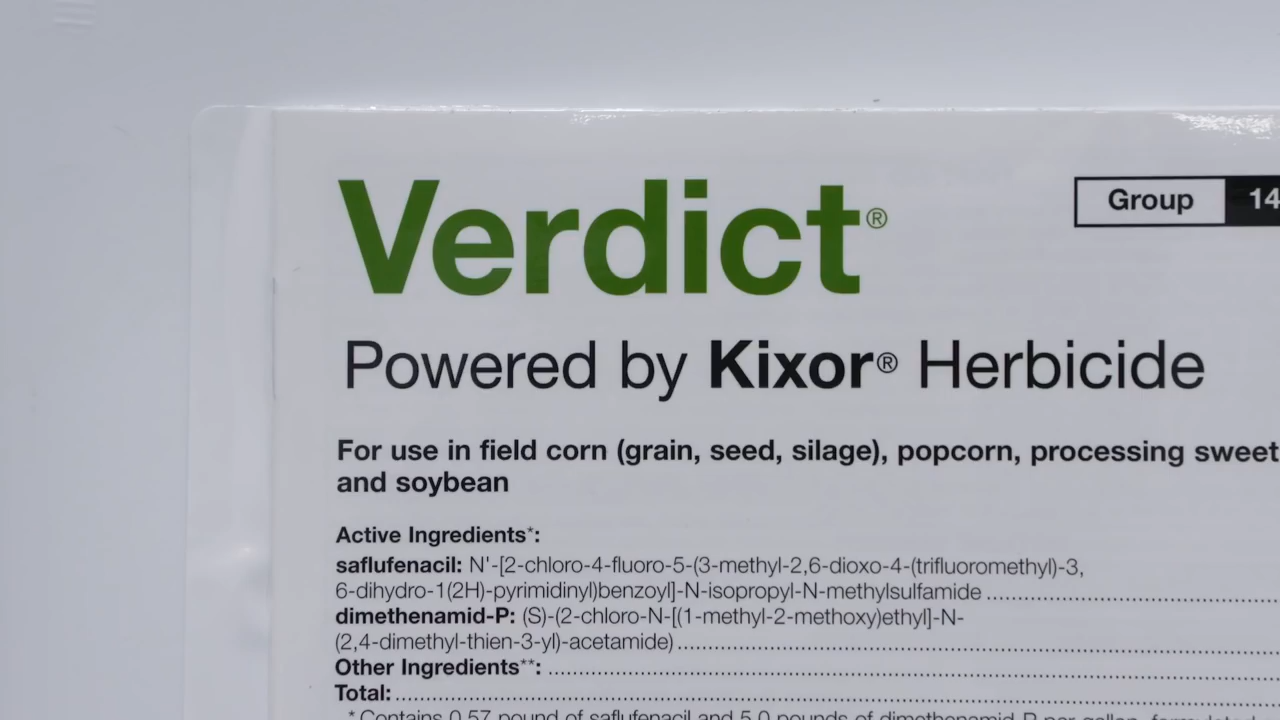 Verdict®
Group 14
Powered by Kixor® Herbicide
For use in field corn (grain, seed, silage), popcorn, processing sweet
and soybean
Active Ingredients*:
saflufenacil: N'-[2-chloro-4-fluoro-5-(3-methyl-2,6-dioxo-4-(trifluoromethyl)-3,
6-dihydro-1(2H)-pyrimidinyl)benzoyl]-N-isopropyl-N-methylsulfamide
dimethenamid-P: (S)-(2-chloro-N-[(1-methyl-2-methoxy)ethyl]-N-
(2,4-dimethyl-thien-3-yl)-acetamide)
Other Ingredients**:
Total:
* Contains 0.57 pound of saflufenacil and 5.0 pounds of dimethenamid-P per gallon